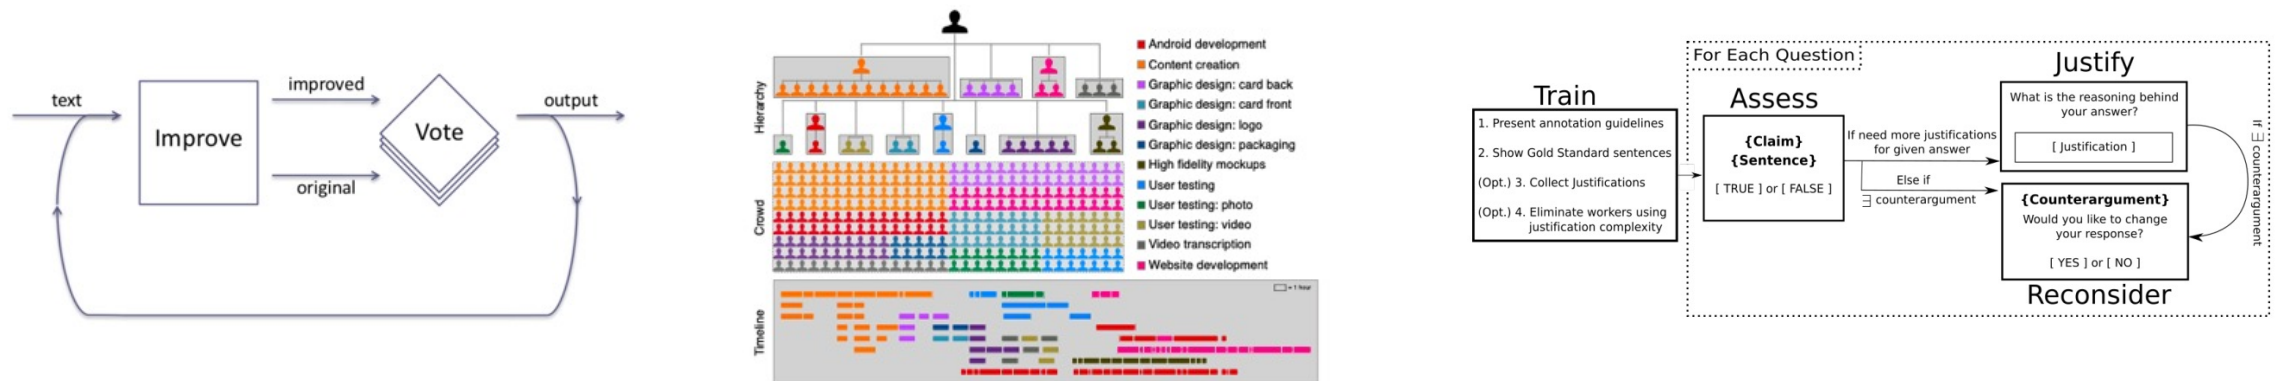 text
Improve
improved
original
Vote
output
Hierarchy
Crowd
Timeline
Android development
Content creation
Graphic design: card back
Graphic design: card front
Graphic design: logo
Graphic design: packaging
High fidelity mockups
User testing
User testing: photo
User testing: video
Video transcription
Website development
= 1 hour
Train
1. Present annotation guidelines
2. Show Gold Standard sentences
(Opt.) 3. Collect Justifications
(Opt.) 4. Eliminate workers using
justification complexity
For Each Question
Assess
{Claim}
{Sentence}
[ TRUE ] or [ FALSE ]
If need more justifications
for given answer
Else if
∃ counterargument
Justify
What is the reasoning behind
your answer?
[ Justification ]
If ∃ counterargument
{Counterargument}
Would you like to change
your response?
[ YES ] or [ NO ]
Reconsider